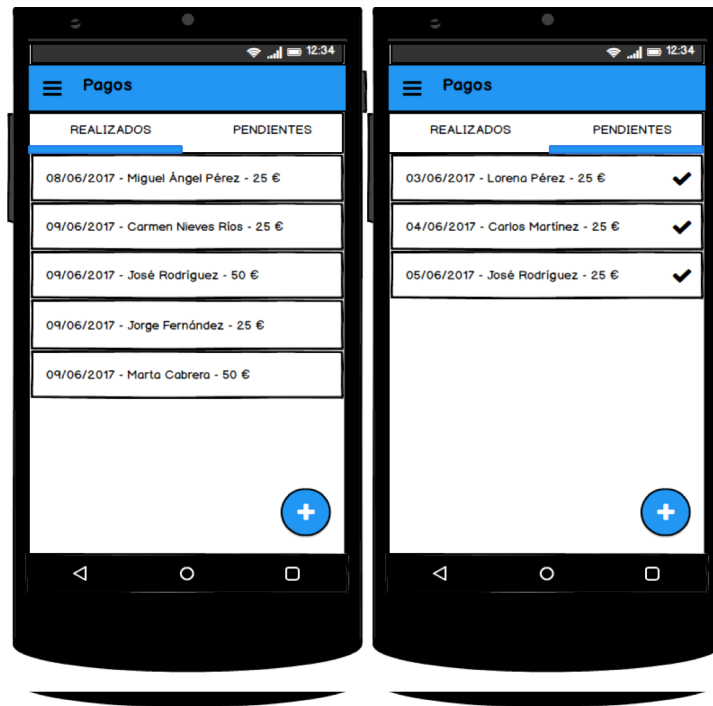 12:34
Pagos
REALIZADOS PENDIENTES
08/06/2017 - Miguel Ángel Pérez - 25 €
09/06/2017 - Carmen Nieves Ríos - 25 €
09/06/2017 - José Rodríguez - 50 €
09/06/2017 - Jorge Fernández - 25 €
09/06/2017 - Marta Cabrera - 50 €
12:34
Pagos
REALIZADOS PENDIENTES
03/06/2017 - Lorena Pérez - 25 €
04/06/2017 - Carlos Martínez - 25 €
05/06/2017 - José Rodríguez - 25 €